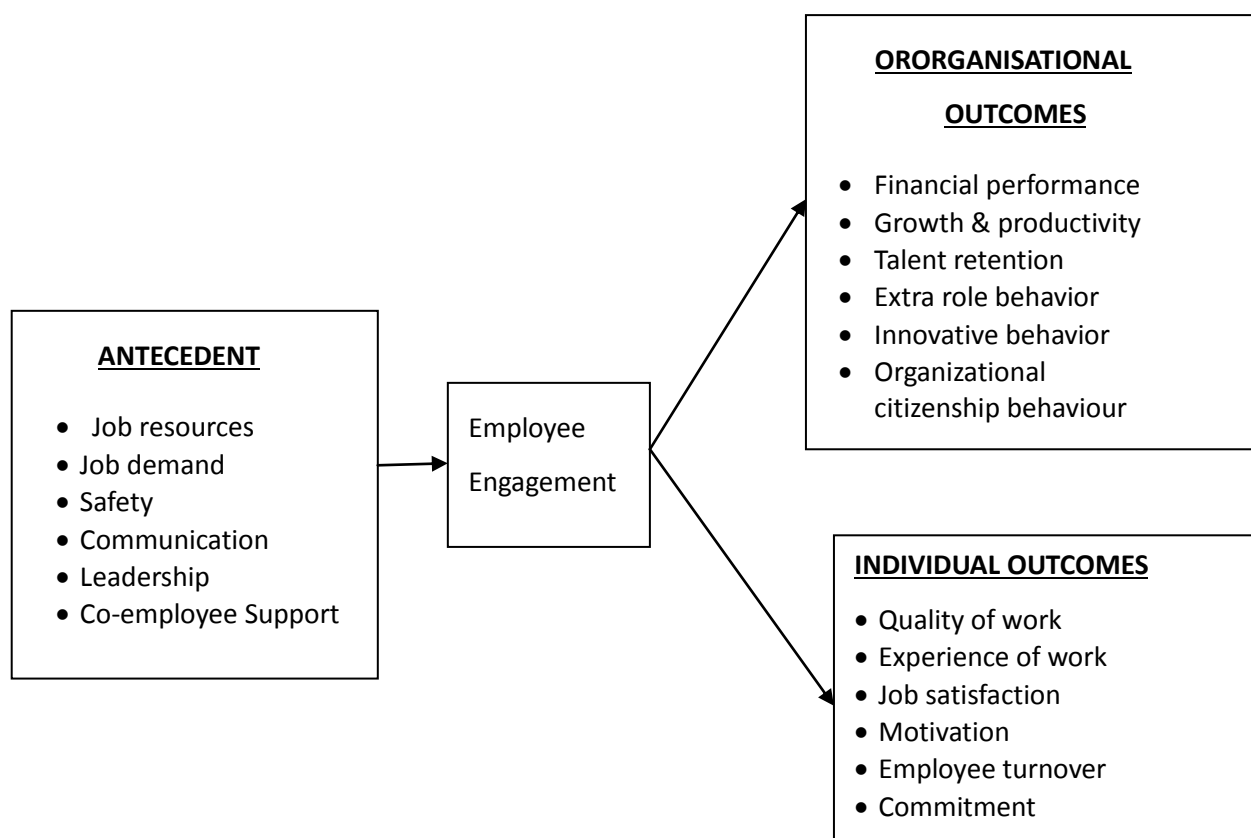 ANTECEDENT
• Job resources
• Job demand
• Safety
• Communication
• Leadership
• Co-employee Support
Employee
Engagement
ORORGANISATIONAL
OUTCOMES
• Financial performance
• Growth & productivity
• Talent retention
• Extra role behavior
• Innovative behavior
• Organizational
citizenship behaviour
INDIVIDUAL OUTCOMES
• Quality of work
• Experience of work
• Job satisfaction
• Motivation
• Employee turnover
• Commitment